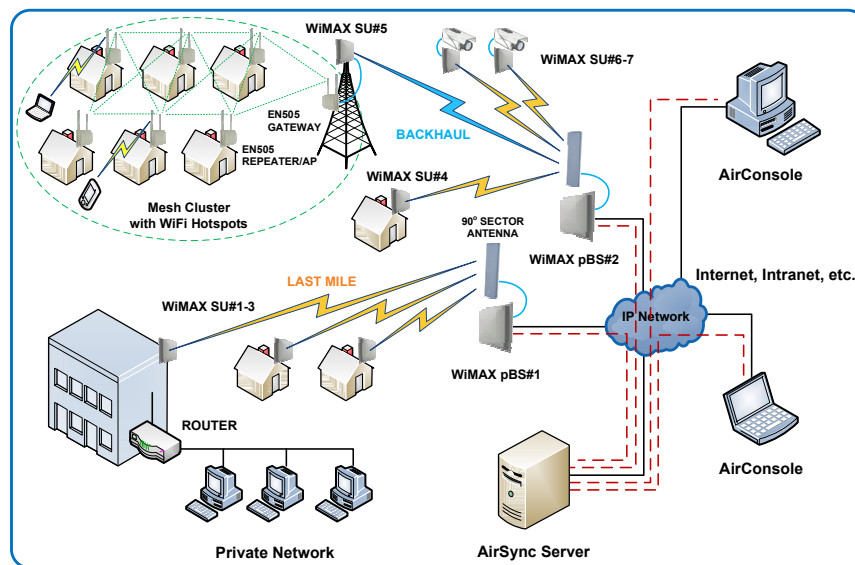 WiMAX SU#5
WiMAX SU#6-7
EN505
GATEWAY
BACKHAUL
EN505
REPEATER/AP
AirConsole
WiMAX SU#4
Mesh Cluster
with WiFi Hotspots
90° SECTOR
ANTENNA
WiMAX pBS#2
Internet, Intranet, etc.
LAST MILE
WiMAX SU#1-3
IP Network
WiMAX pBS#1
ROUTER
AirConsole
Private Network
AirSync Server